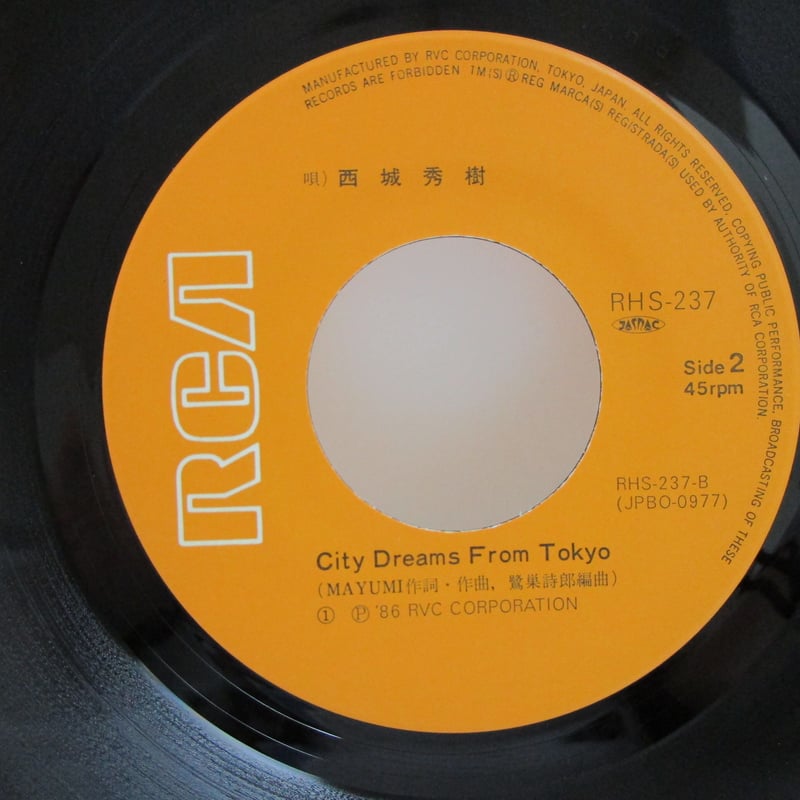 MANUFACTURED BY RVC CORPORATION, TOKYO, JAPAN. ALL RIGHTS RESERVED, COPYING PUBLIC PERFORMANCE, BROADCASTING OF THESE
RECORDS ARE FORBIDDEN TM(S)® REG MARCA(S) REGISTRADA(S) USED BY AUTHORITY OF RCA CORPORATION.
唄) 西城秀樹
RCA
RHS-237
JASRAC
Side 2
45rpm
RHS-237-B
(JPBO-0977)
City Dreams From Tokyo
(MAYUMI作詞・作曲, 鷺巣詩郎編曲)
① Ⓟ '86 RVC CORPORATION